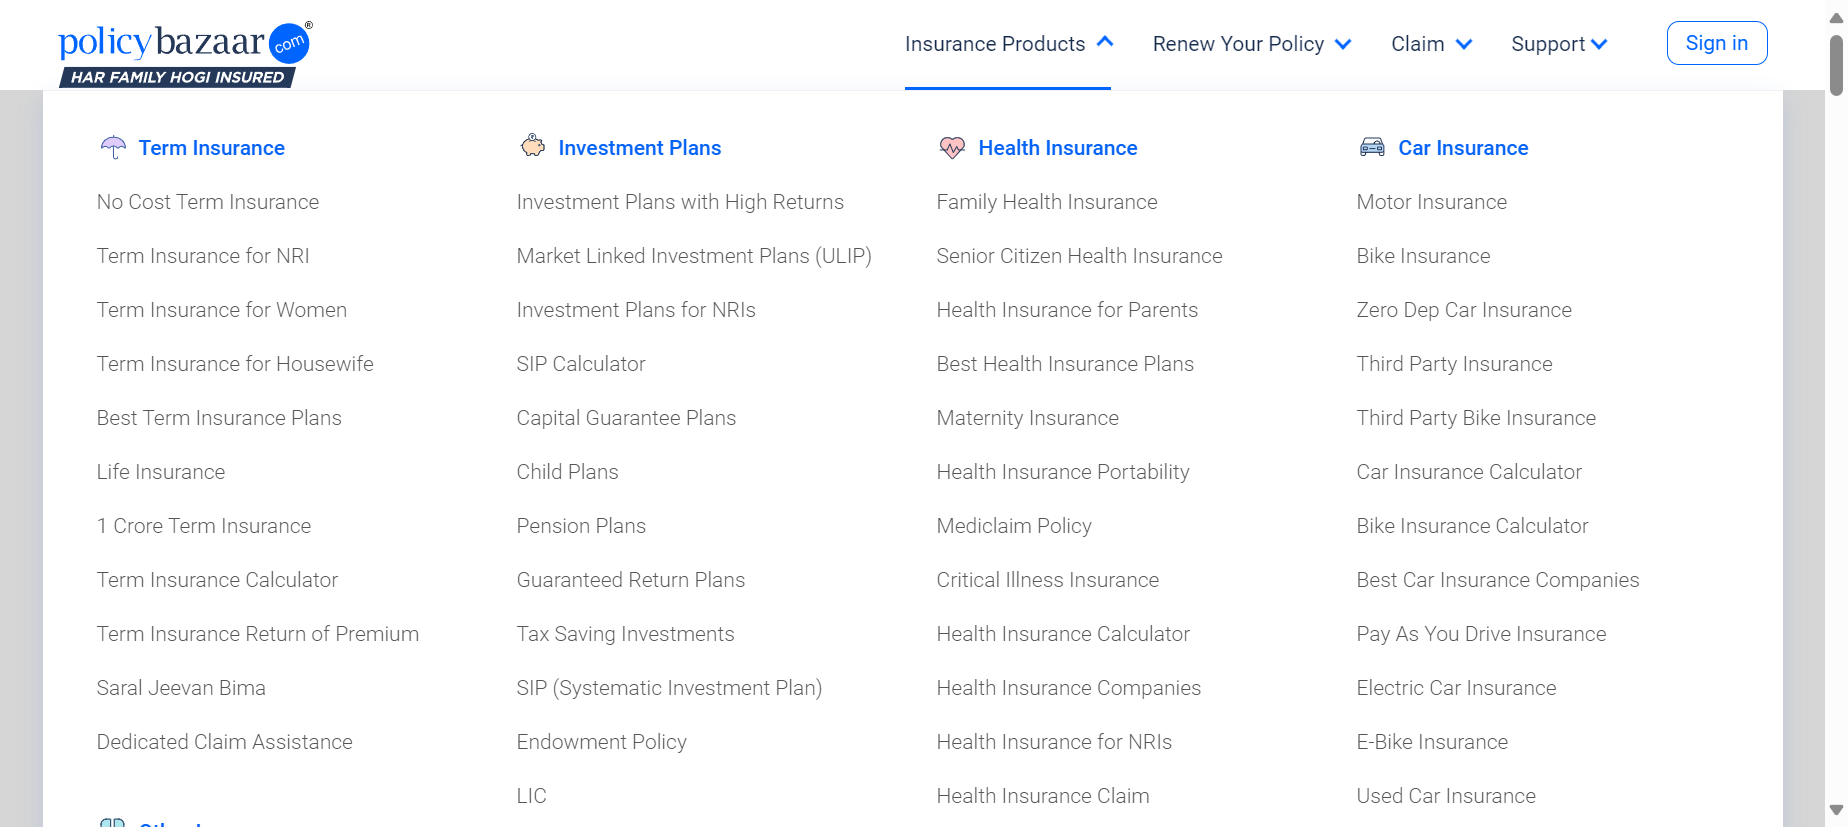 policybazaar com ®
HAR FAMILY HOGI INSURED
Insurance Products
Renew Your Policy
Claim
Support
Sign in
Term Insurance
No Cost Term Insurance
Term Insurance for NRI
Term Insurance for Women
Term Insurance for Housewife
Best Term Insurance Plans
Life Insurance
1 Crore Term Insurance
Term Insurance Calculator
Term Insurance Return of Premium
Saral Jeevan Bima
Dedicated Claim Assistance
Investment Plans
Investment Plans with High Returns
Market Linked Investment Plans (ULIP)
Investment Plans for NRIs
SIP Calculator
Capital Guarantee Plans
Child Plans
Pension Plans
Guaranteed Return Plans
Tax Saving Investments
SIP (Systematic Investment Plan)
Endowment Policy
LIC
Health Insurance
Family Health Insurance
Senior Citizen Health Insurance
Health Insurance for Parents
Best Health Insurance Plans
Maternity Insurance
Health Insurance Portability
Mediclaim Policy
Critical Illness Insurance
Health Insurance Calculator
Health Insurance Companies
Health Insurance for NRIs
Health Insurance Claim
Car Insurance
Motor Insurance
Bike Insurance
Zero Dep Car Insurance
Third Party Insurance
Third Party Bike Insurance
Car Insurance Calculator
Bike Insurance Calculator
Best Car Insurance Companies
Pay As You Drive Insurance
Electric Car Insurance
E-Bike Insurance
Used Car Insurance